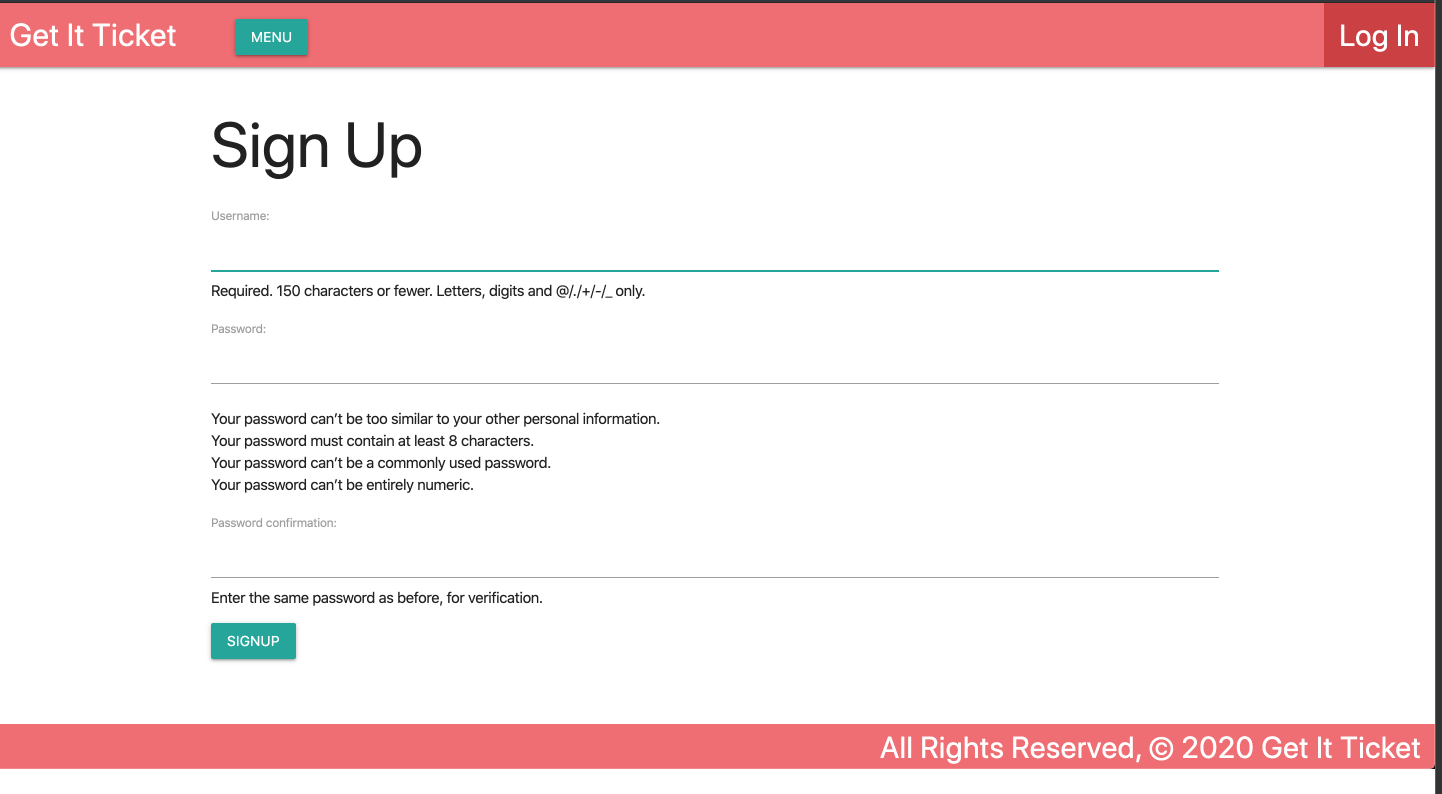 Get It Ticket
MENU
Log In
Sign Up
Username:
Required. 150 characters or fewer. Letters, digits and @/./+/-/_ only.
Password:
Your password can’t be too similar to your other personal information.
Your password must contain at least 8 characters.
Your password can’t be a commonly used password.
Your password can’t be entirely numeric.
Password confirmation:
Enter the same password as before, for verification.
SIGNUP
All Rights Reserved, © 2020 Get It Ticket